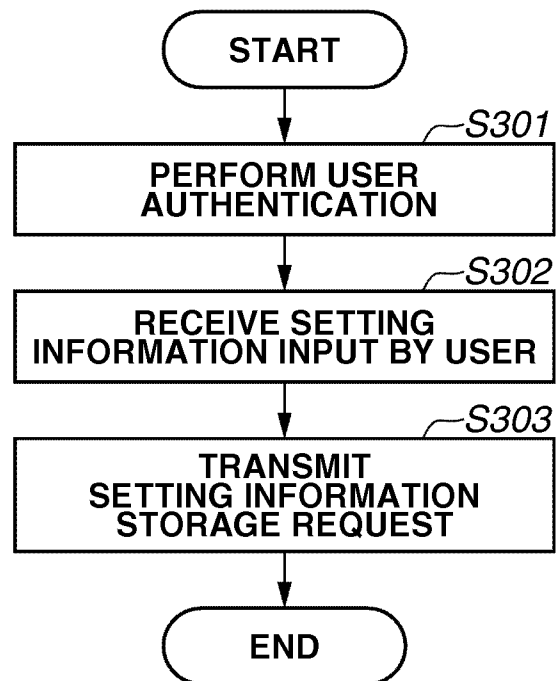 START
S301
PERFORM USER
AUTHENTICATION
S302
RECEIVE SETTING
INFORMATION INPUT BY USER
S303
TRANSMIT
SETTING INFORMATION
STORAGE REQUEST
END